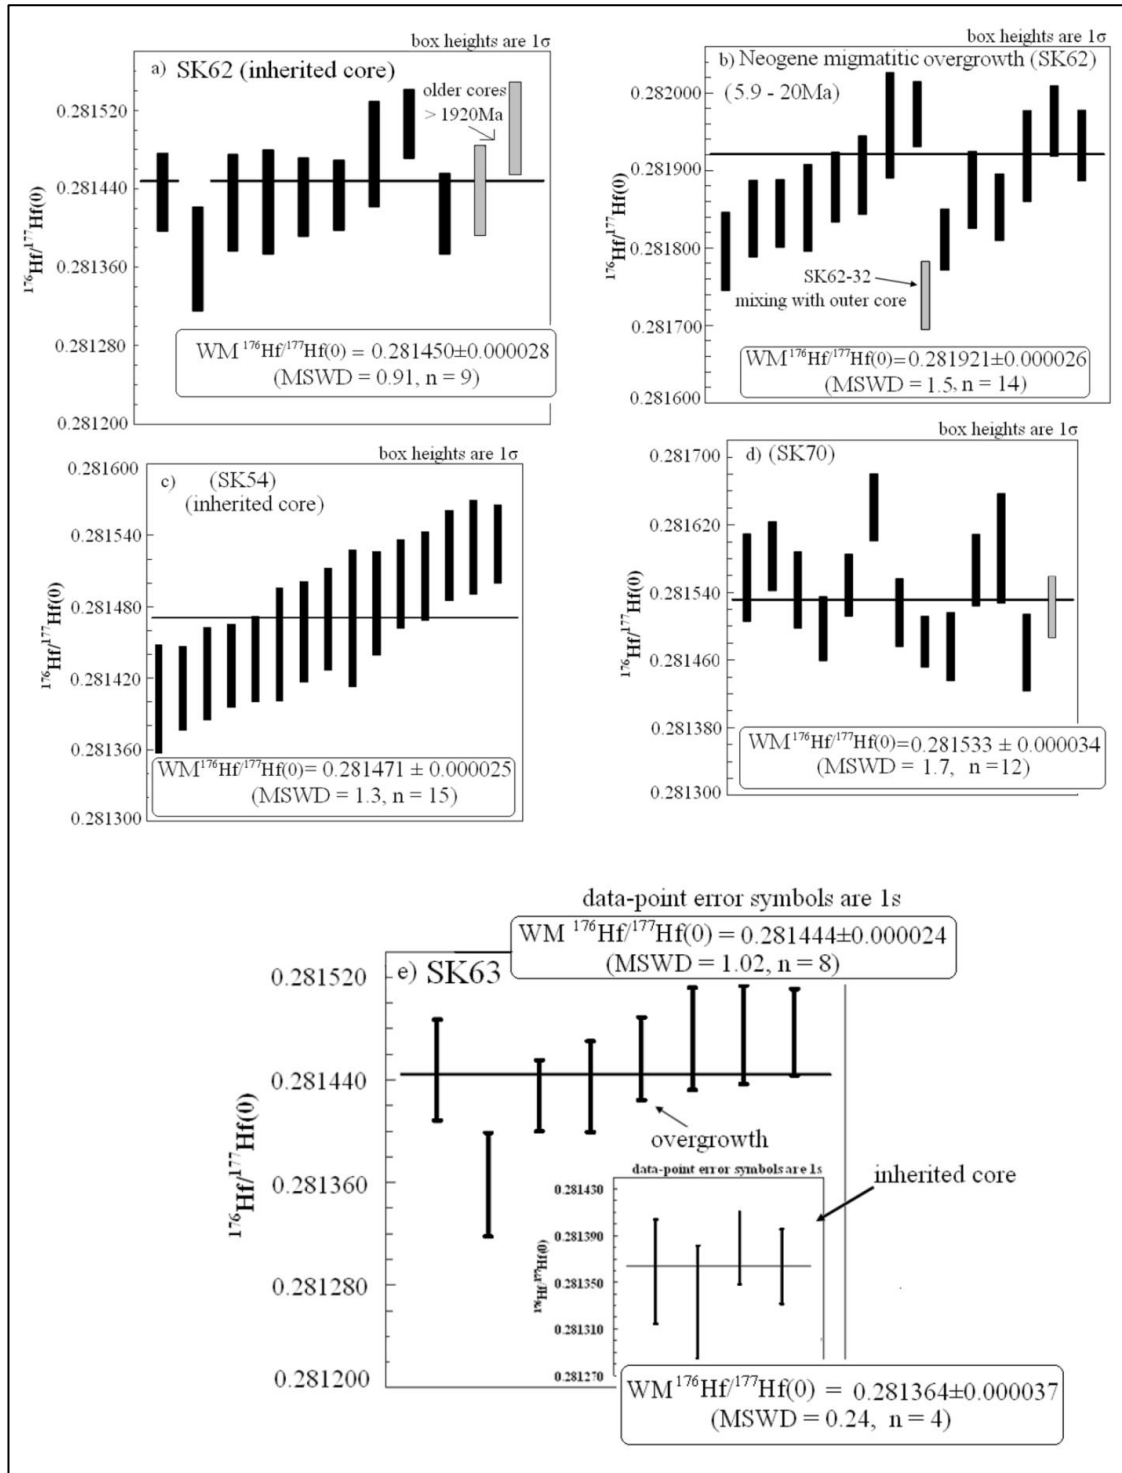 box heights are 1σ
a) SK62 (inherited core)
older cores
> 1920Ma
0.281520
0.281440
0.281360
0.281280
0.281200
176Hf/177Hf(0)
WM 176Hf/177Hf(0) = 0.281450±0.000028
(MSWD = 0.91, n = 9)
box heights are 1σ
b) Neogene migmatitic overgrowth (SK62)
(5.9 - 20Ma)
0.282000
0.281900
0.281800
0.281700
0.281600
176Hf/177Hf(0)
SK62-32
mixing with outer core
WM 176Hf/177Hf(0)=0.281921±0.000026
(MSWD = 1.5, n = 14)
box heights are 1σ
c) (SK54)
(inherited core)
0.281600
0.281540
0.281480
0.281420
0.281360
0.281300
176Hf/177Hf(0)
WM176Hf/177Hf(0)= 0.281471 ± 0.000025
(MSWD = 1.3, n = 15)
box heights are 1σ
d) (SK70)
0.281700
0.281620
0.281540
0.281460
0.281380
0.281300
176Hf/177Hf(0)
WM176Hf/177Hf(0)=0.281533 ± 0.000034
(MSWD = 1.7, n=12)
data-point error symbols are 1s
WM 176Hf/177Hf(0) = 0.281444±0.000024
(MSWD = 1.02, n = 8)
e) SK63
0.281520
0.281440
0.281360
0.281280
0.281200
176Hf/177Hf(0)
overgrowth
data-point error symbols are 1s
inherited core
0.281430
0.281390
0.281350
0.281310
0.281270
176Hf/177Hf(0)
WM176Hf/177Hf(0) = 0.281364±0.000037
(MSWD = 0.24, n = 4)